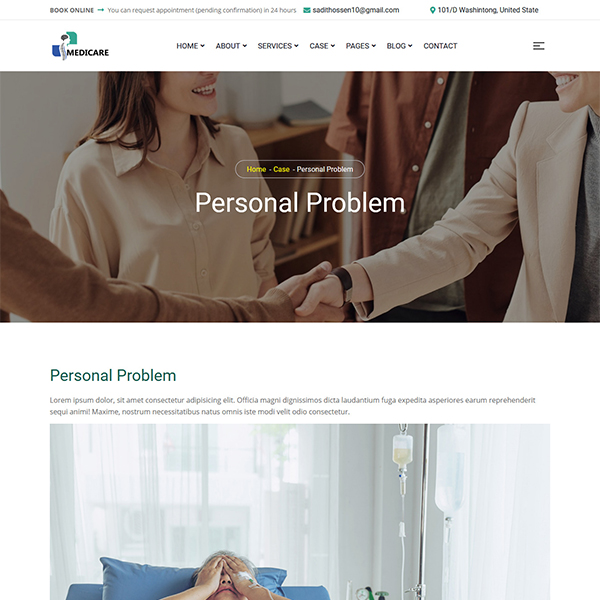 BOOK ONLINE → You can request appointment (pending confirmation) in 24 hours sadithossen10@gmail.com 101/D Washintong, United State
MEDICARE HOME ABOUT SERVICES CASE PAGES BLOG CONTACT
Home - Case - Personal Problem
Personal Problem
Personal Problem
Lorem ipsum dolor, sit amet consectetur adipisicing elit. Officia magni dignissimos dicta laudantium fuga expedita asperiores earum reprehenderit
sequi animi! Maxime, nostrum necessitatibus natus omnis iste modi velit odio consectetur.